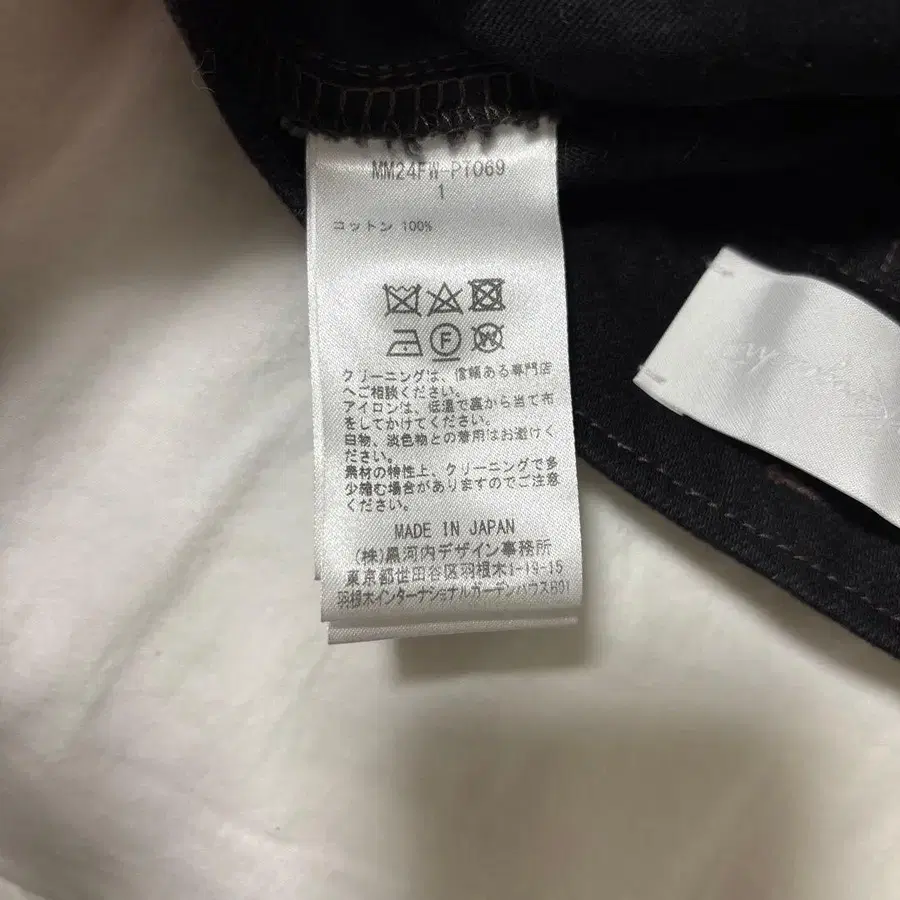 MM24FW-PT069
1
コットン 100%
F
W
クリーニングは、信頼ある専門店
へご相談ください。
アイロンは、低温で裏から当て布
をしてかけてください。
白物、淡色物との着用はお避けく
ださい。
素材の特性上、クリーニングで多
少縮む場合がありますのでご注意
ください。
MADE IN JAPAN
(株)黒河内デザイン事務所
東京都世田谷区羽根木1-19-15
羽根木インターナショナルガーデンハウスB01